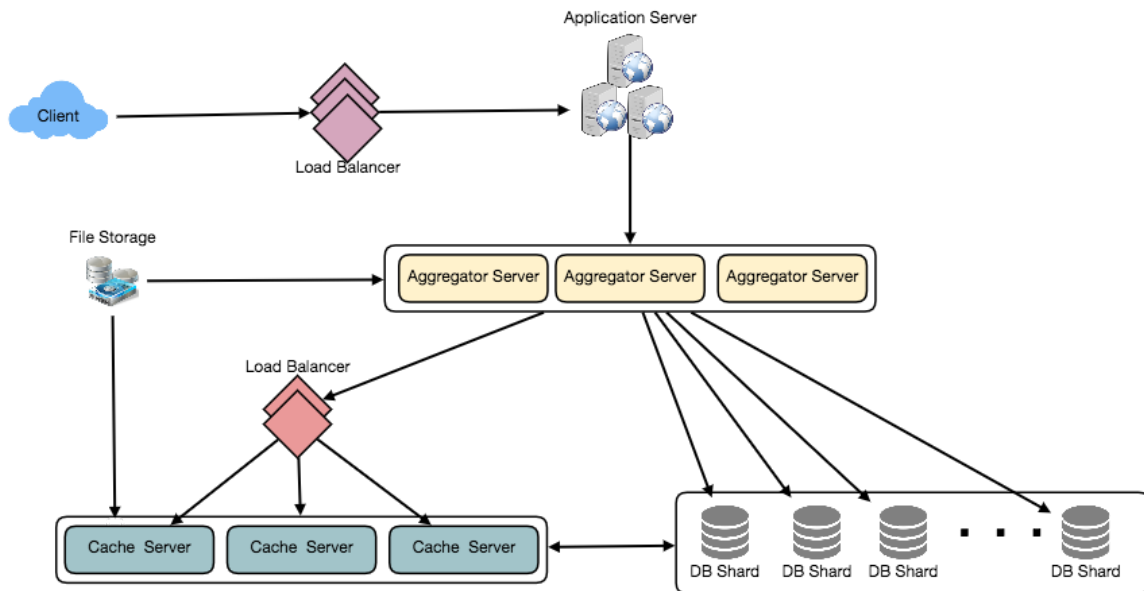 Application Server
Client
Load Balancer
File Storage
Aggregator Server
Aggregator Server
Aggregator Server
Load Balancer
Cache Server
Cache Server
Cache Server
DB Shard
DB Shard
DB Shard
DB Shard